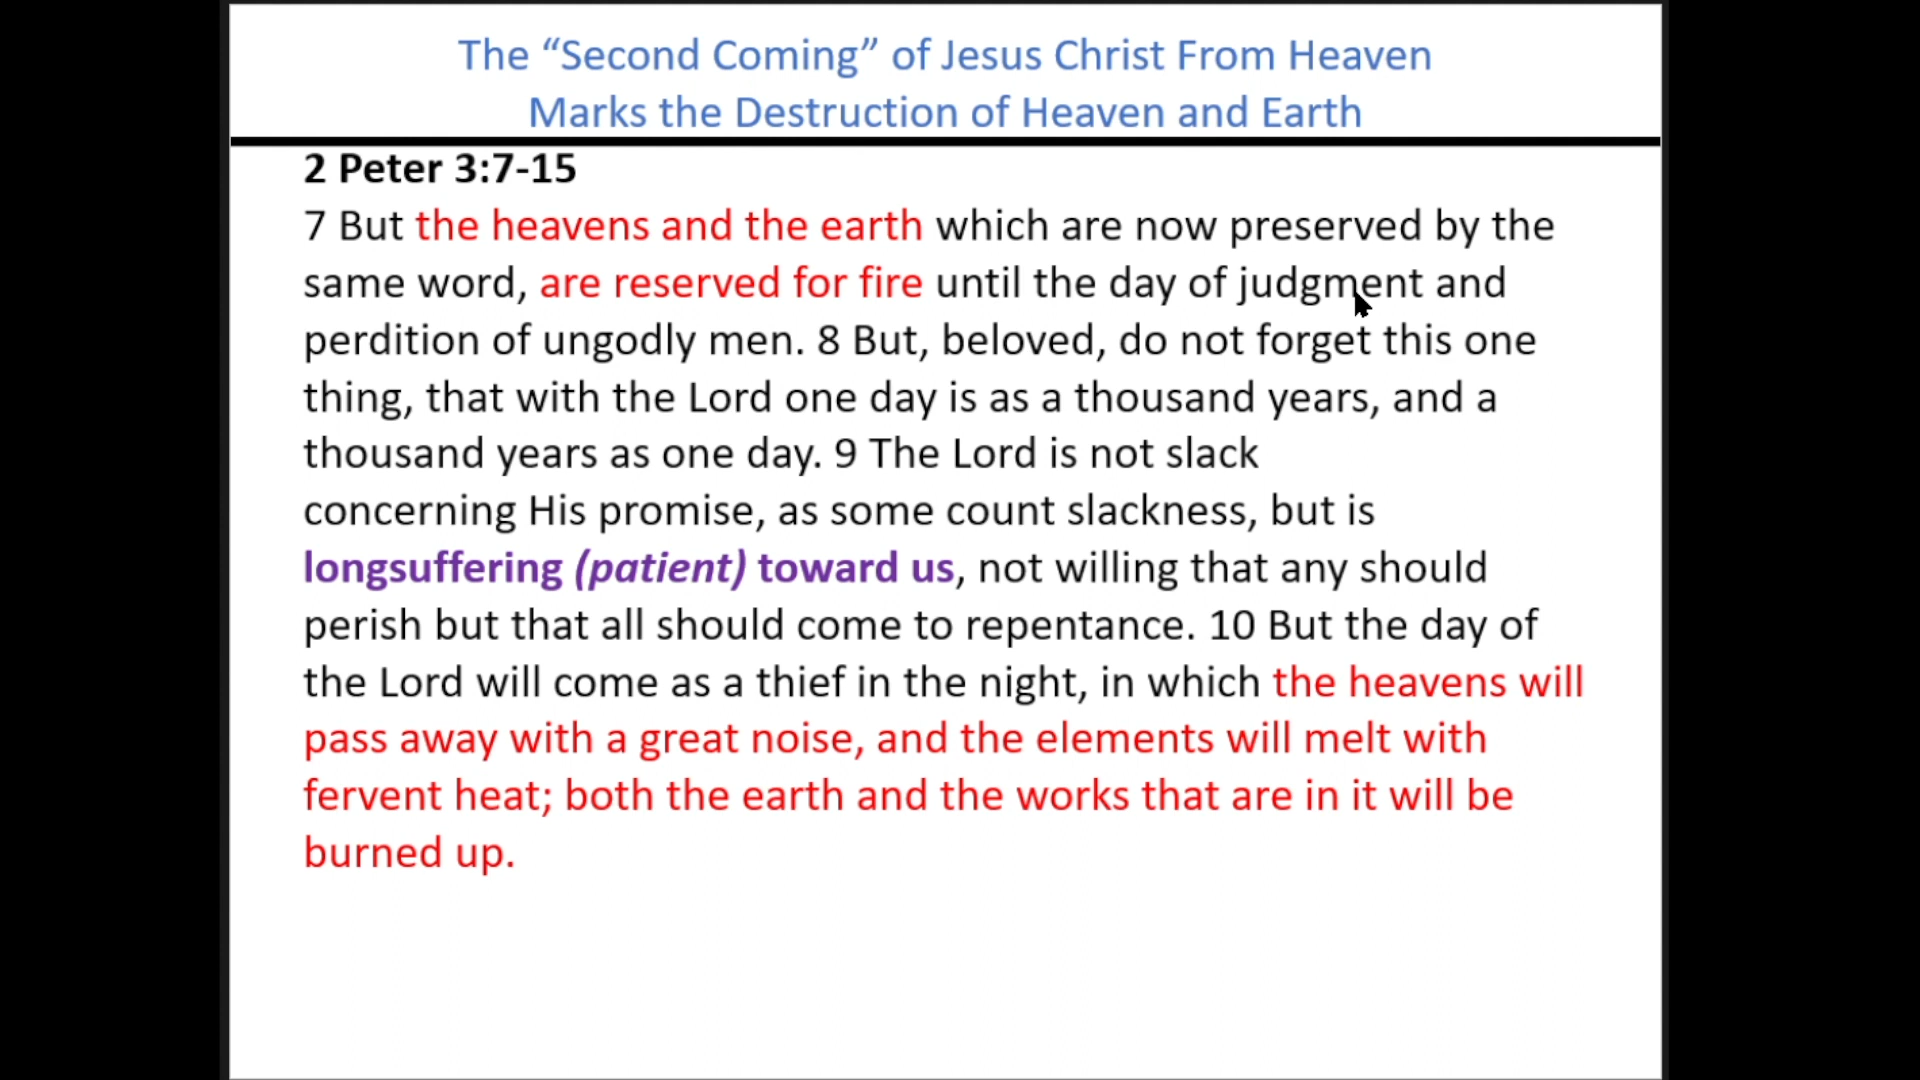 The “Second Coming” of Jesus Christ From Heaven
Marks the Destruction of Heaven and Earth
2 Peter 3:7-15
7 But the heavens and the earth which are now preserved by the
same word, are reserved for fire until the day of judgment and
perdition of ungodly men. 8 But, beloved, do not forget this one
thing, that with the Lord one day is as a thousand years, and a
thousand years as one day. 9 The Lord is not slack
concerning His promise, as some count slackness, but is
longsuffering (patient) toward us, not willing that any should
perish but that all should come to repentance. 10 But the day of
the Lord will come as a thief in the night, in which the heavens will
pass away with a great noise, and the elements will melt with
fervent heat; both the earth and the works that are in it will be
burned up.